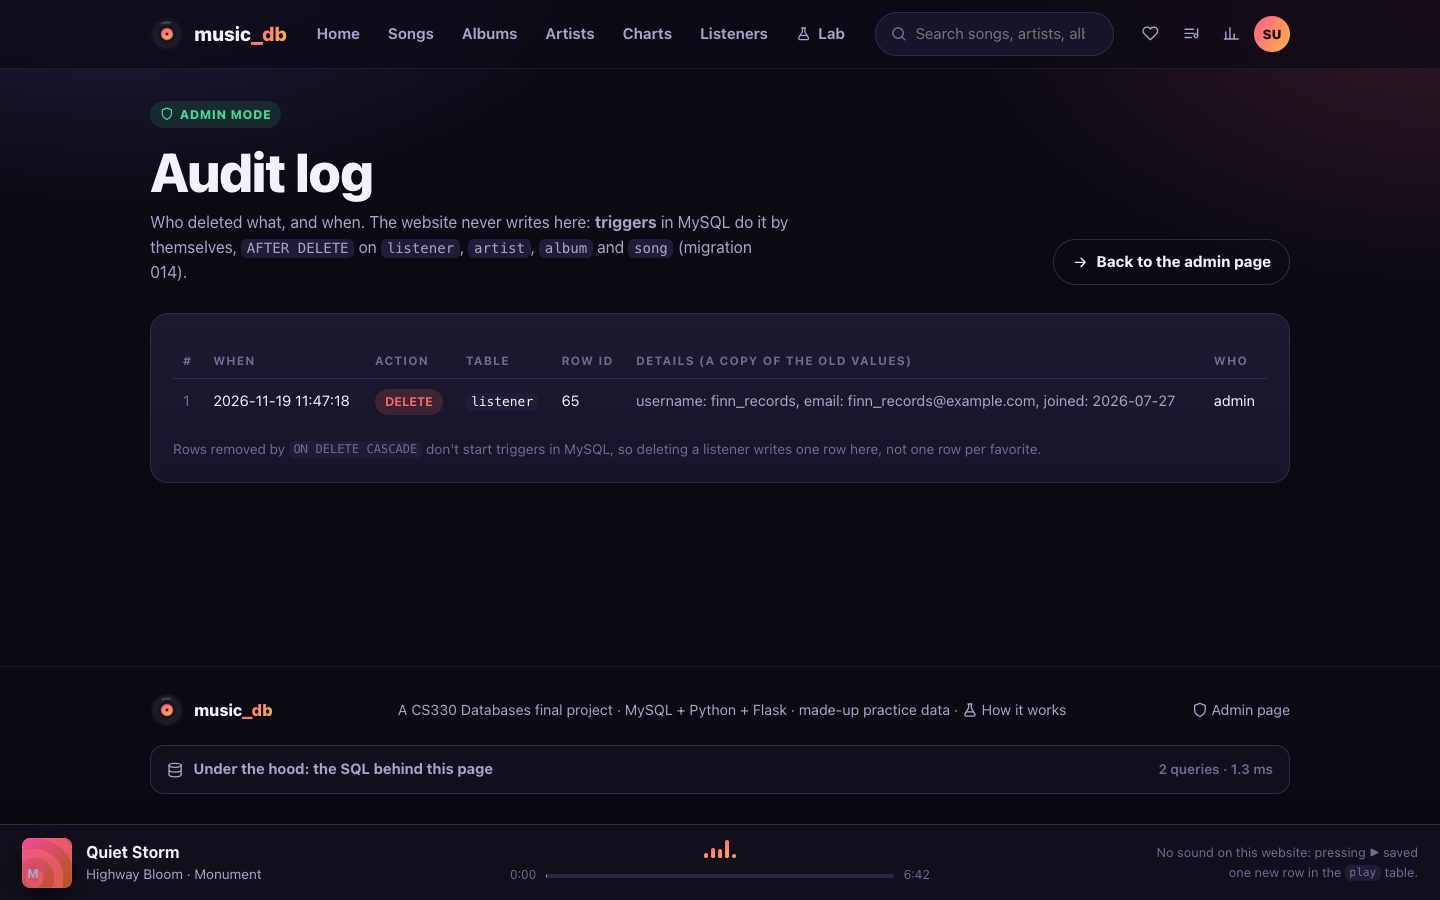 music_db Home Songs Albums Artists Charts Listeners Lab Search songs, artists, alb SU
ADMIN MODE
Audit log
Who deleted what, and when. The website never writes here: triggers in MySQL do it by
themselves, AFTER DELETE on listener, artist, album and song (migration
014).
→ Back to the admin page
# WHEN ACTION TABLE ROW ID DETAILS (A COPY OF THE OLD VALUES) WHO
1 2026-11-19 11:47:18 DELETE listener 65 username: finn_records, email: finn_records@example.com, joined: 2026-07-27 admin
Rows removed by ON DELETE CASCADE don't start triggers in MySQL, so deleting a listener writes one row here, not one row per favorite.
music_db A CS330 Databases final project · MySQL + Python + Flask · made-up practice data · How it works Admin page
Under the hood: the SQL behind this page 2 queries · 1.3 ms
M
Quiet Storm
Highway Bloom · Monument
0:00 6:42
No sound on this website: pressing ▶ saved
one new row in the play table.